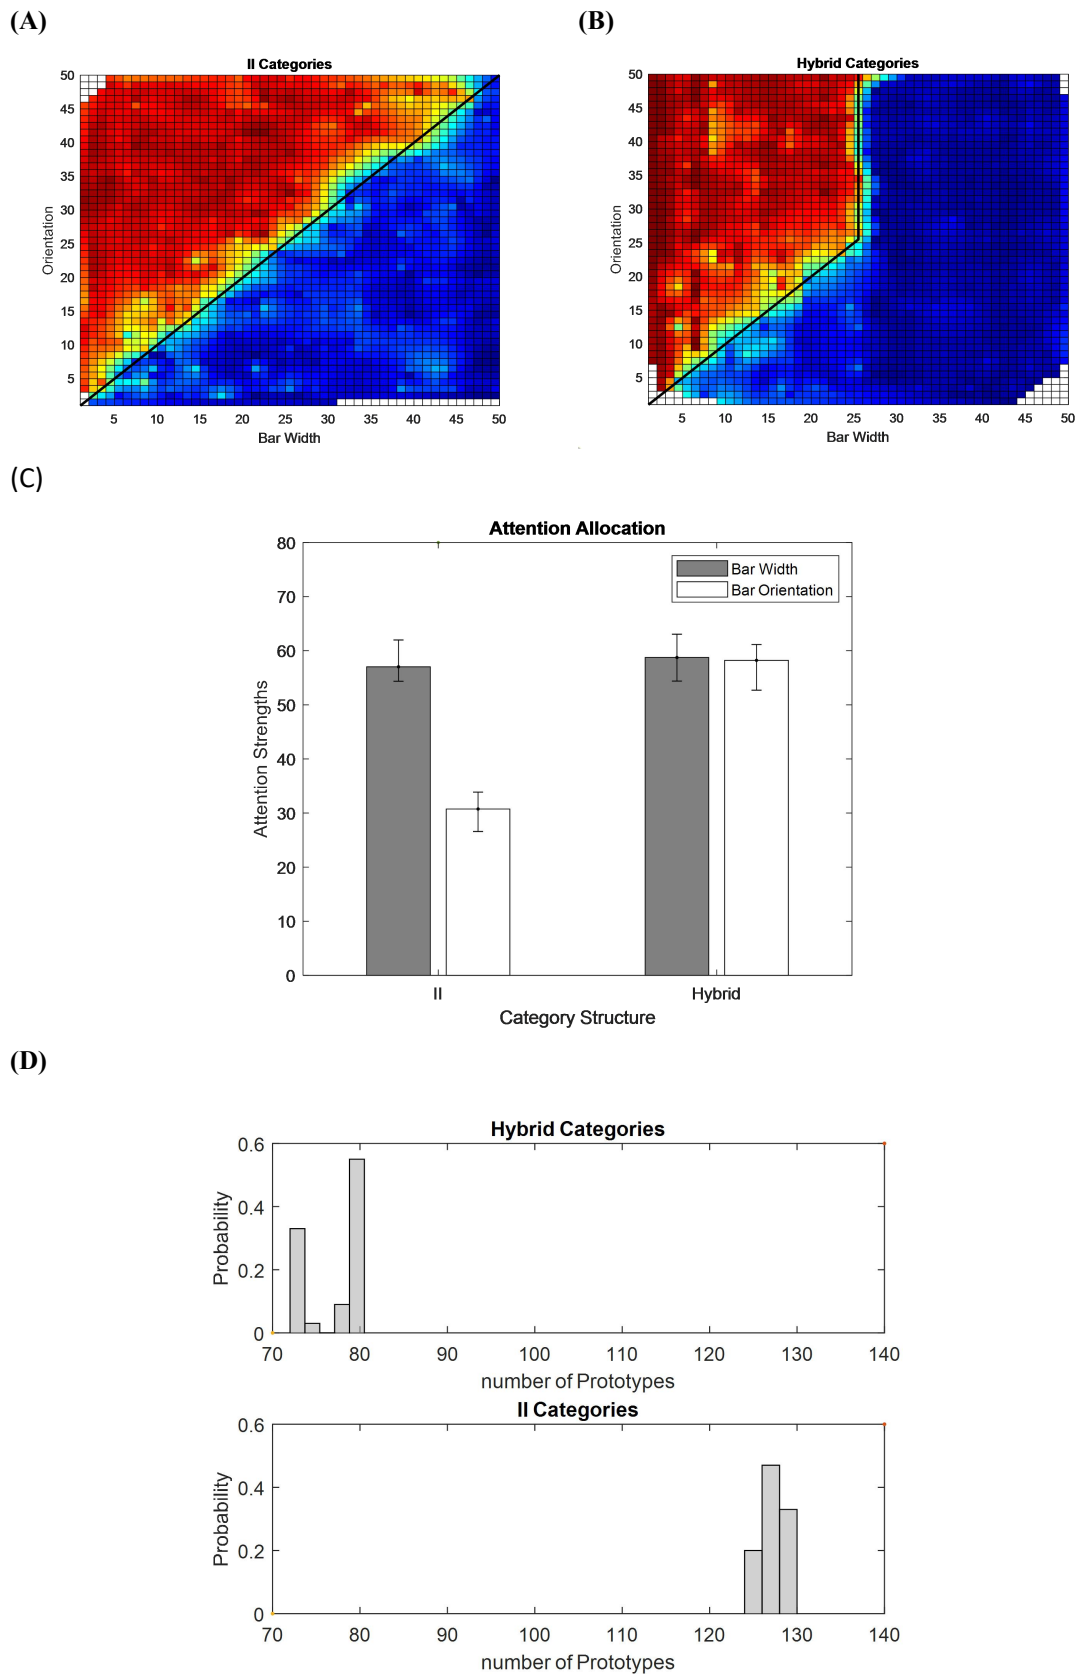 (A)
(B)
II Categories
Hybrid Categories
50
45
40
35
30
25
20
15
10
5
Orientation
5 10 15 20 25 30 35 40 45 50
Bar Width
50
45
40
35
30
25
20
15
10
5
Orientation
5 10 15 20 25 30 35 40 45 50
Bar Width
(C)
Attention Allocation
80
70
60
50
40
30
20
10
0
Attention Strengths
Bar Width
Bar Orientation
II Hybrid
Category Structure
(D)
Hybrid Categories
0.6
0.4
0.2
0
Probability
70 80 90 100 110 120 130 140
number of Prototypes
II Categories
0.6
0.4
0.2
0
Probability
70 80 90 100 110 120 130 140
number of Prototypes